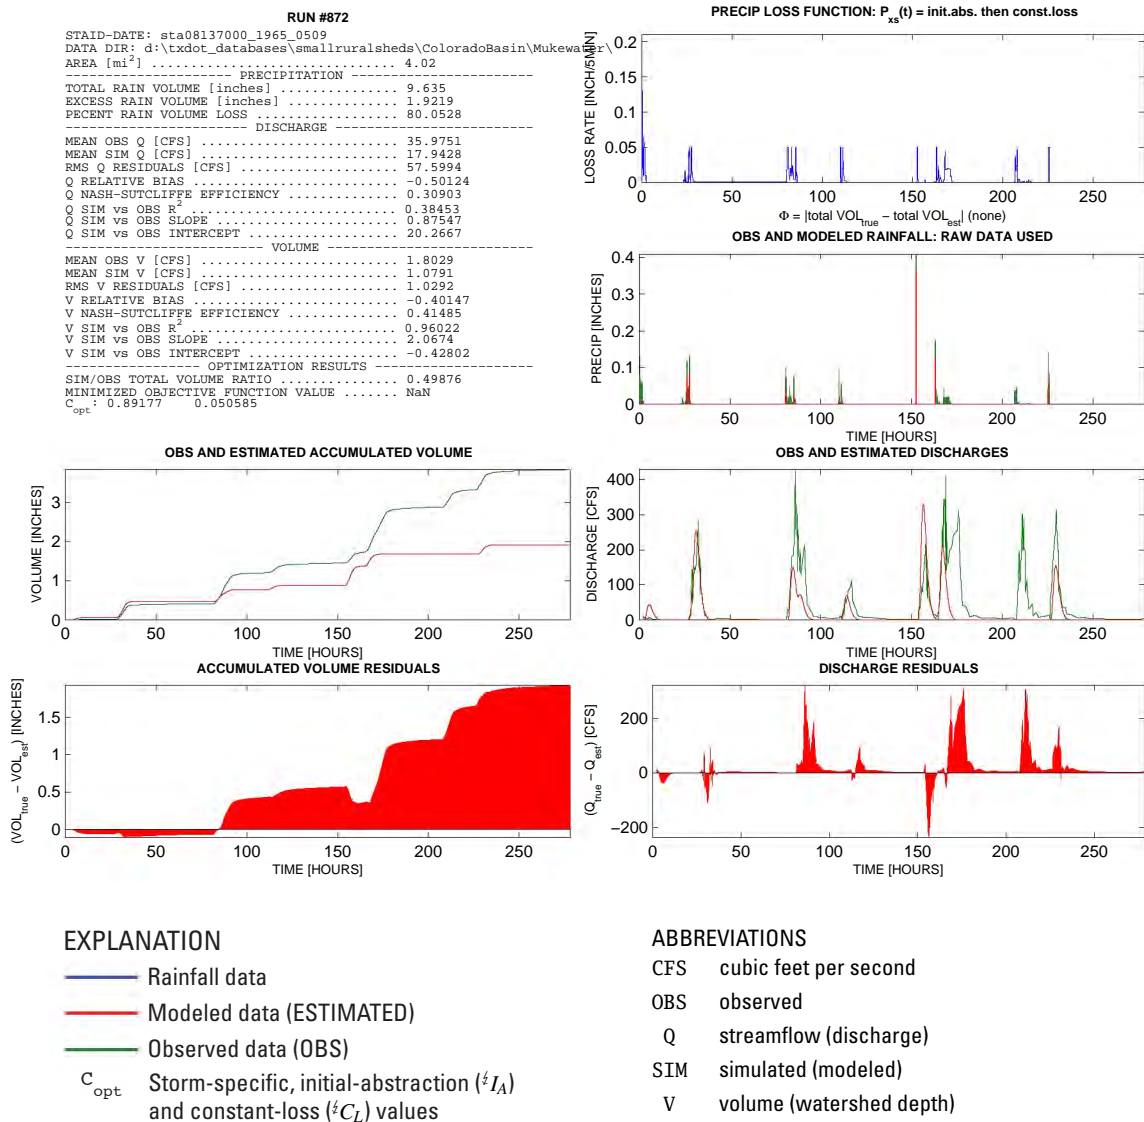 RUN #872
STAID-DATE: sta08137000_1965_0509
DATA DIR: d:\txdot_databases\smallruralsheds\ColoradoBasin\Mukewater\
AREA [mi2] ............................... 4.02
---------------------- PRECIPITATION ------------------------
TOTAL RAIN VOLUME [inches] ............... 9.635
EXCESS RAIN VOLUME [inches] .............. 1.9219
PECENT RAIN VOLUME LOSS .................. 80.0528
------------------------ DISCHARGE --------------------------
MEAN OBS Q [CFS] ......................... 35.9751
MEAN SIM Q [CFS] ......................... 17.9428
RMS Q RESIDUALS [CFS] .................... 57.5994
Q RELATIVE BIAS .......................... -0.50124
Q NASH-SUTCLIFFE EFFICIENCY .............. 0.30903
Q SIM vs OBS R2 .......................... 0.38453
Q SIM vs OBS SLOPE ....................... 0.87547
Q SIM vs OBS INTERCEPT ................... 20.2667
-------------------------- VOLUME ---------------------------
MEAN OBS V [CFS] ......................... 1.8029
MEAN SIM V [CFS] ......................... 1.0791
RMS V RESIDUALS [CFS] .................... 1.0292
V RELATIVE BIAS .......................... -0.40147
V NASH-SUTCLIFFE EFFICIENCY .............. 0.41485
V SIM vs OBS R2 .......................... 0.96022
V SIM vs OBS SLOPE ....................... 2.0674
V SIM vs OBS INTERCEPT ................... -0.42802
------------------ OPTIMIZATION RESULTS ---------------------
SIM/OBS TOTAL VOLUME RATIO ............... 0.49876
MINIMIZED OBJECTIVE FUNCTION VALUE ....... NaN
Copt: 0.89177 0.050585
PRECIP LOSS FUNCTION: Pxs(t) = init.abs. then const.loss
LOSS RATE [INCH/5MIN]
0.2
0.15
0.1
0.05
0
0 50 100 150 200 250
Φ = |total VOLtrue − total VOLest| (none)
OBS AND MODELED RAINFALL: RAW DATA USED
PRECIP [INCHES]
0.4
0.3
0.2
0.1
0
0 50 100 150 200 250
TIME [HOURS]
OBS AND ESTIMATED ACCUMULATED VOLUME
VOLUME [INCHES]
3
2
1
0
0 50 100 150 200 250
TIME [HOURS]
OBS AND ESTIMATED DISCHARGES
DISCHARGE [CFS]
400
300
200
100
0
0 50 100 150 200 250
TIME [HOURS]
ACCUMULATED VOLUME RESIDUALS
(VOLtrue − VOLest) [INCHES]
1.5
1
0.5
0
0 50 100 150 200 250
TIME [HOURS]
DISCHARGE RESIDUALS
(Qtrue − Qest) [CFS]
200
0
−200
0 50 100 150 200 250
TIME [HOURS]
EXPLANATION
Rainfall data
Modeled data (ESTIMATED)
Observed data (OBS)
Copt Storm-specific, initial-abstraction (IA)
and constant-loss (CL) values
ABBREVIATIONS
CFS cubic feet per second
OBS observed
Q streamflow (discharge)
SIM simulated (modeled)
V volume (watershed depth)